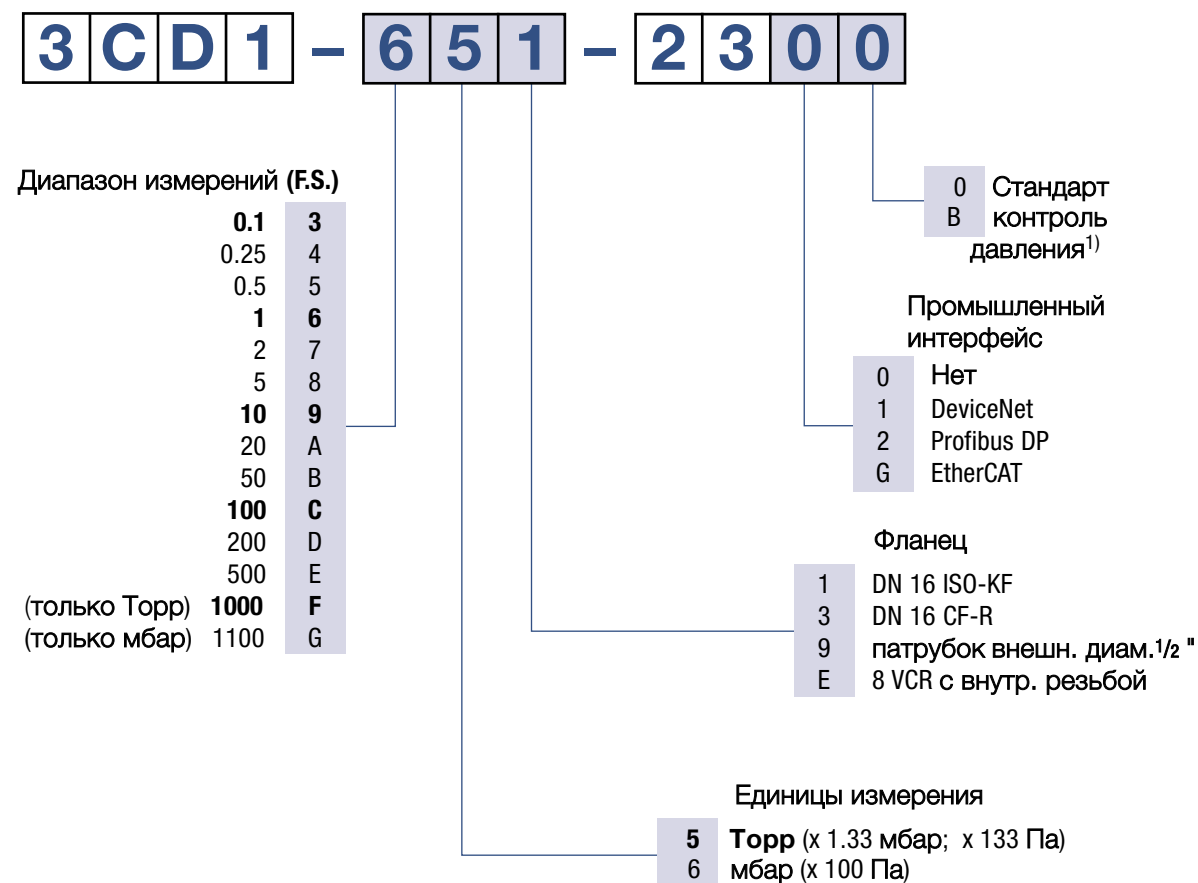 3CD1-651-2300
Диапазон измерений (F.S.)
0.1 3
0.25 4
0.5 5
1 6
2 7
5 8
10 9
20 A
50 B
100 C
200 D
500 E
(только Торр) 1000 F
(только мбар) 1100 G
0 Стандарт
B контроль
давления1)
Промышленный
интерфейс
0 Нет
1 DeviceNet
2 Profibus DP
G EtherCAT
Фланец
1 DN 16 ISO-KF
3 DN 16 CF-R
9 патрубок внешн. диам.1/2 "
E 8 VCR с внутр. резьбой
Единицы измерения
5 Торр (x 1.33 мбар; x 133 Па)
6 мбар (x 100 Па)